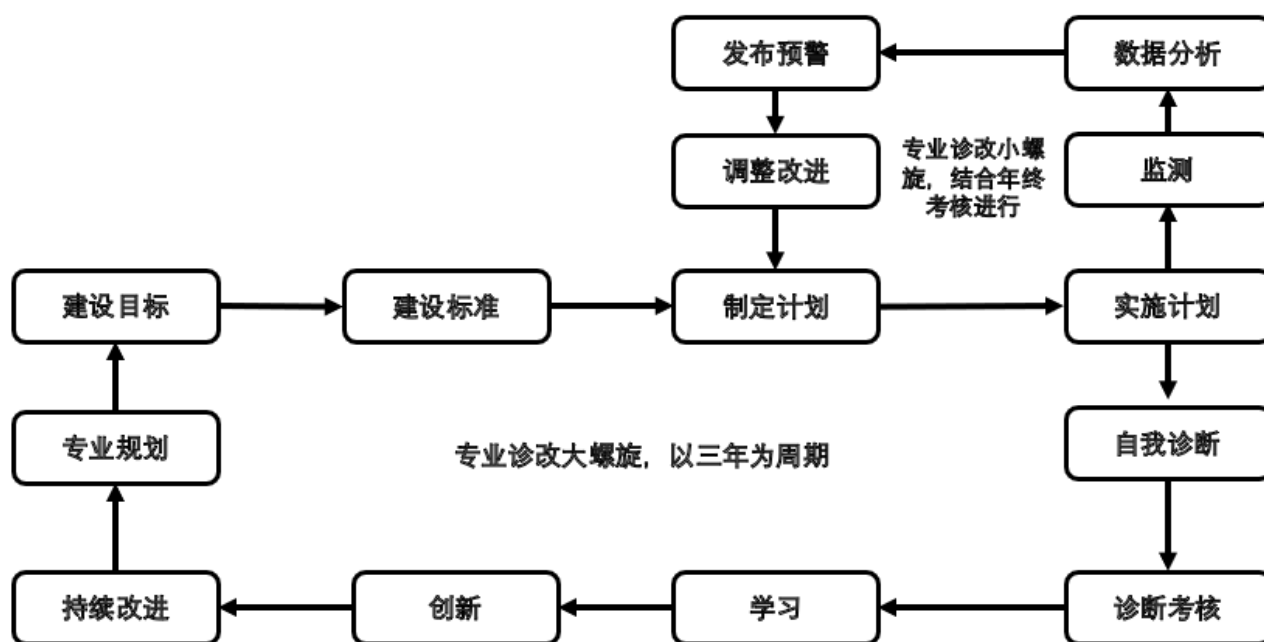 发布预警
数据分析
调整改进
专业诊改小螺
旋，结合年终
考核进行
监测
建设目标
建设标准
制定计划
实施计划
专业规划
专业诊改大螺旋，以三年为周期
自我诊断
持续改进
创新
学习
诊断考核